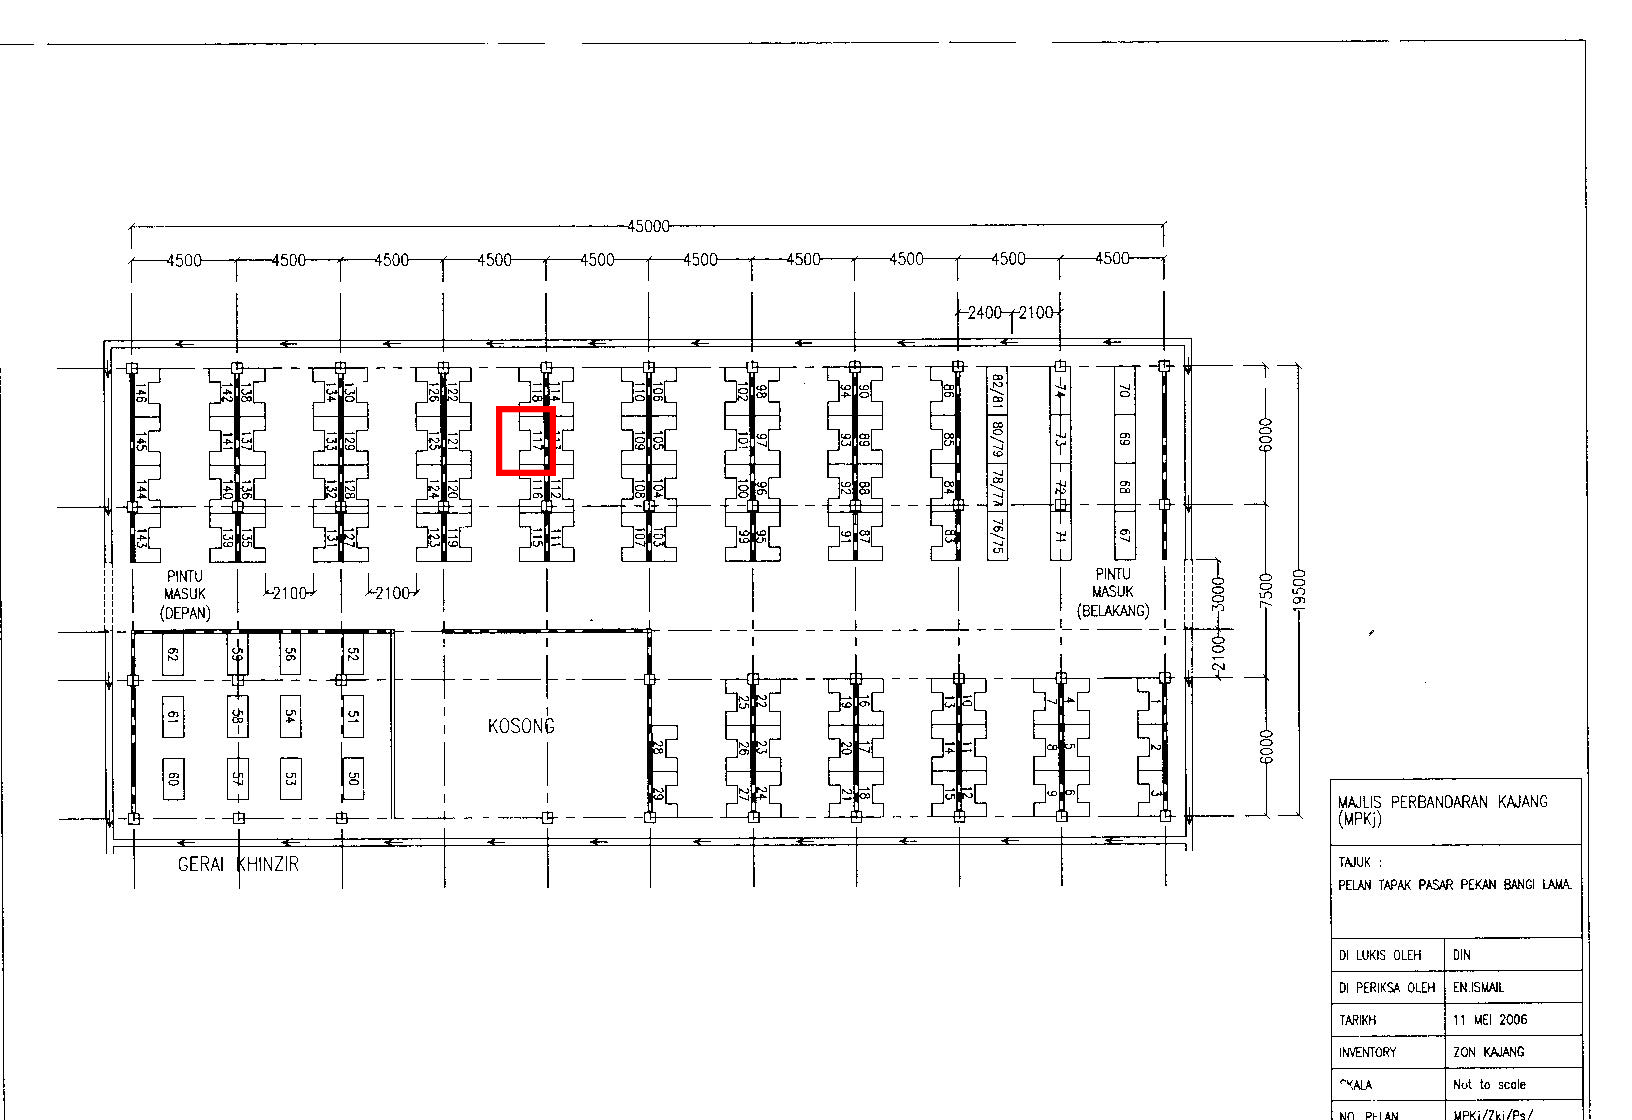 45000
4500 4500 4500 4500 4500 4500 4500 4500 4500 4500
2400 2100
146 142 138 134 130 126 122 118 114 110 106 102 98 94 90 86 82/81 74 70
145 141 137 133 129 125 121 117 113 109 105 101 97 93 89 85 80/79 73 69
144 140 136 132 128 124 120 116 112 108 104 100 96 92 88 84 78/77 72 68
143 139 135 131 127 123 119 115 111 107 103 99 95 91 87 83 76/75 71 67
6000
7500
19500
3000
2100
6000
PINTU
MASUK
(DEPAN)
2100 2100
PINTU
MASUK
(BELAKANG)
62 59 56 52
61 58 54 51
60 57 53 50
KOSONG
25 22 19 16 13 10 7 4 1
28 26 23 20 17 14 11 8 5 2
29 27 24 21 18 15 12 9 6 3
GERAI KHINZIR
MAJLIS PERBANDARAN KAJANG
(MPKj)
TAJUK :
PELAN TAPAK PASAR PEKAN BANGI LAMA.
DI LUKIS OLEH DIN
DI PERIKSA OLEH EN.ISMAIL
TARIKH 11 MEI 2006
INVENTORY ZON KAJANG
SKALA Not to scale
NO. PELAN MPKj/Zkj/Ps/